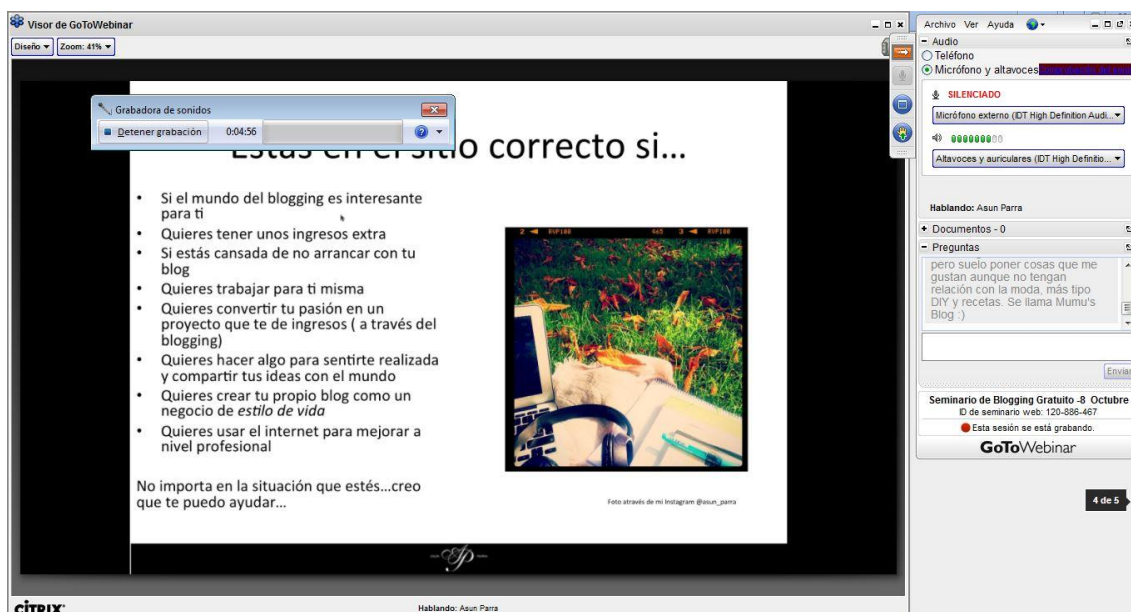 Visor de GoToWebinar
Diseño
Zoom: 41%
Grabadora de sonidos
Detener grabación
0:04:56
Estás en el sitio correcto si...
• Si el mundo del blogging es interesante
para ti
• Quieres tener unos ingresos extra
• Si estás cansada de no arrancar con tu
blog
• Quieres trabajar para ti misma
• Quieres convertir tu pasión en un
proyecto que te de ingresos ( a través del
blogging)
• Quieres hacer algo para sentirte realizada
y compartir tus ideas con el mundo
• Quieres crear tu propio blog como un
negocio de estilo de vida
• Quieres usar el internet para mejorar a
nivel profesional
No importa en la situación que estés...creo
que te puedo ayudar...
2 RVP100 465 3 RVP100
Foto através de mi Instagram @asun_parra
CITRIX
Hablando: Asun Parra
Archivo Ver Ayuda
Audio
Teléfono
Micrófono y altavoces
SILENCIADO
Micrófono externo (IDT High Definition Audi...
Altavoces y auriculares (IDT High Definitio...
Hablando: Asun Parra
Documentos - 0
Preguntas
pero suelo poner cosas que me
gustan aunque no tengan
relación con la moda, más tipo
DIY y recetas. Se llama Mumu's
Blog :)
Enviar
Seminario de Blogging Gratuito -8 Octubre
ID de seminario web: 120-886-467
Esta sesión se está grabando.
GoToWebinar
4 de 5